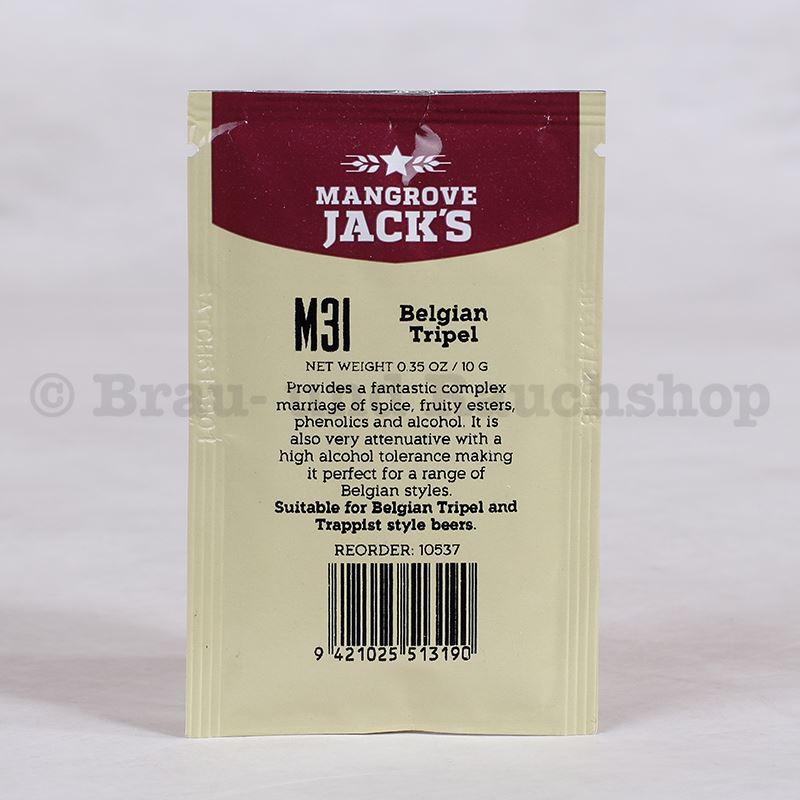 MANGROVE
JACK'S
M31
Belgian
Tripel
NET WEIGHT 0.35 OZ / 10 G
Provides a fantastic complex
marriage of spice, fruity esters,
phenolics and alcohol. It is
also very attenuative with a
high alcohol tolerance making
it perfect for a range of
Belgian styles.
Suitable for Belgian Tripel and
Trappist style beers.
REORDER: 10537
9 421025 513190
© Brau- uchshop